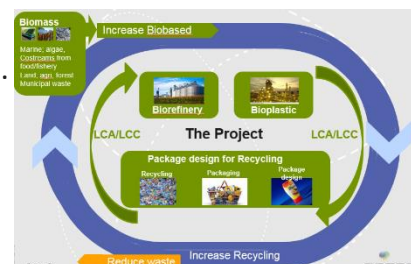 Biomass
Marine, algae,
Costreams from
food/fishery
Land, agri, forest
Municipal waste
Increase Biobased
Biorefinery
Bioplastic
LCA/LCC
The Project
LCA/LCC
Package design for Recycling
Recycling
Packaging
Package
design
Increase Recycling
Reduce waste